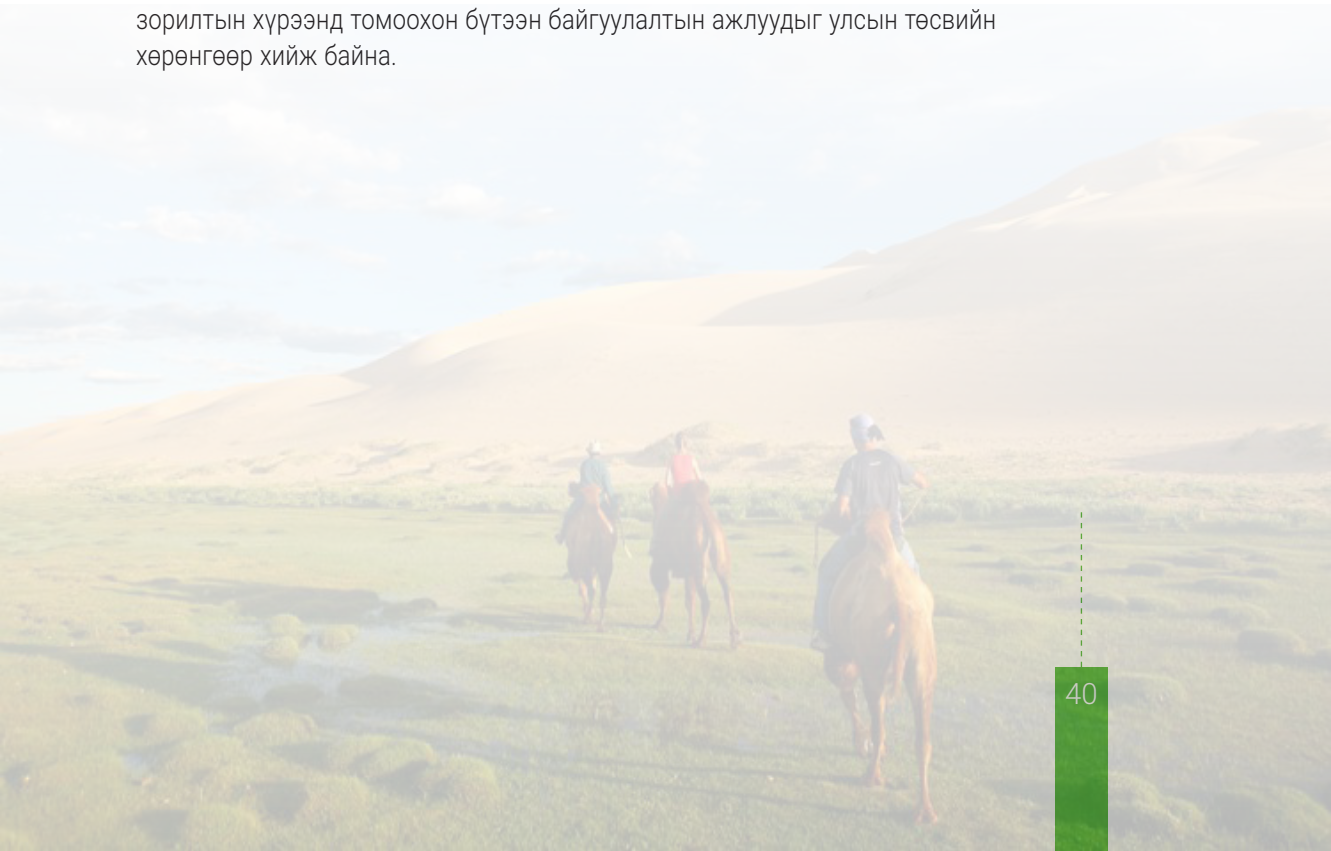 зорилтын хүрээнд томоохон бүтээн байгуулалтын ажлуудыг улсын төсвийн
хөрөнгөөр хийж байна.
40